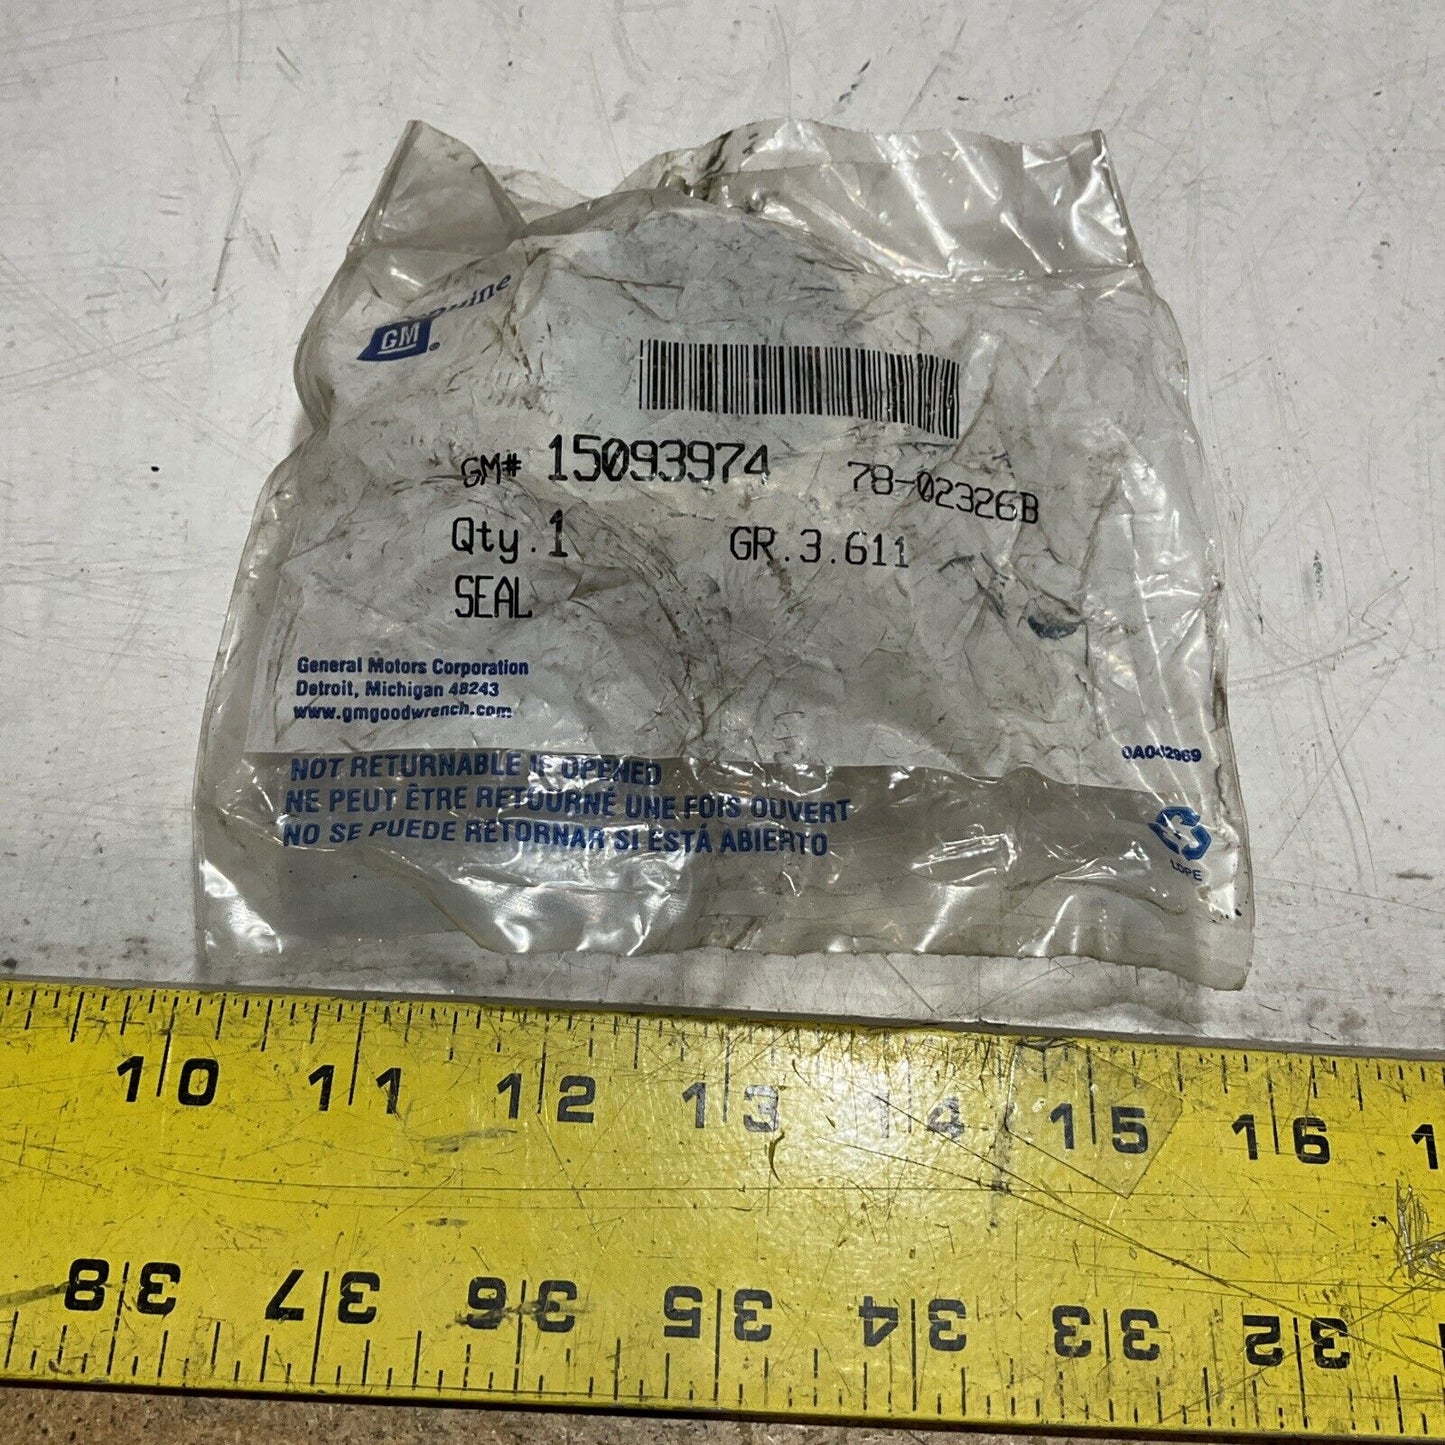 Genuine
GM®
GM# 15093974 78-02326B
Qty.1 GR.3.611
SEAL
General Motors Corporation
Detroit, Michigan 48243
www.gmgoodwrench.com
0A042969
NOT RETURNABLE IF OPENED
NE PEUT ÊTRE RETOURNÉ UNE FOIS OUVERT
NO SE PUEDE RETORNAR SI ESTÁ ABIERTO
LDPE
10 11 12 13 14 15 16 1
38 37 36 35 34 33 32